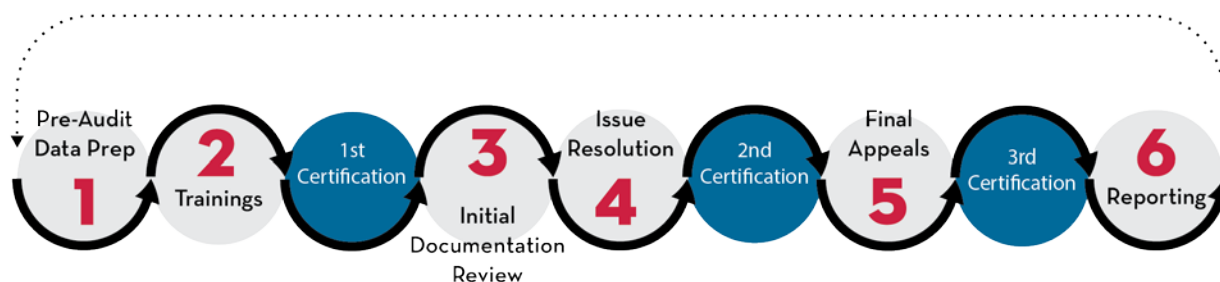 Pre-Audit
Data Prep
1
2
Trainings
1st
Certification
3
Initial
Documentation
Review
Issue
Resolution
4
2nd
Certification
Final
Appeals
5
3rd
Certification
6
Reporting